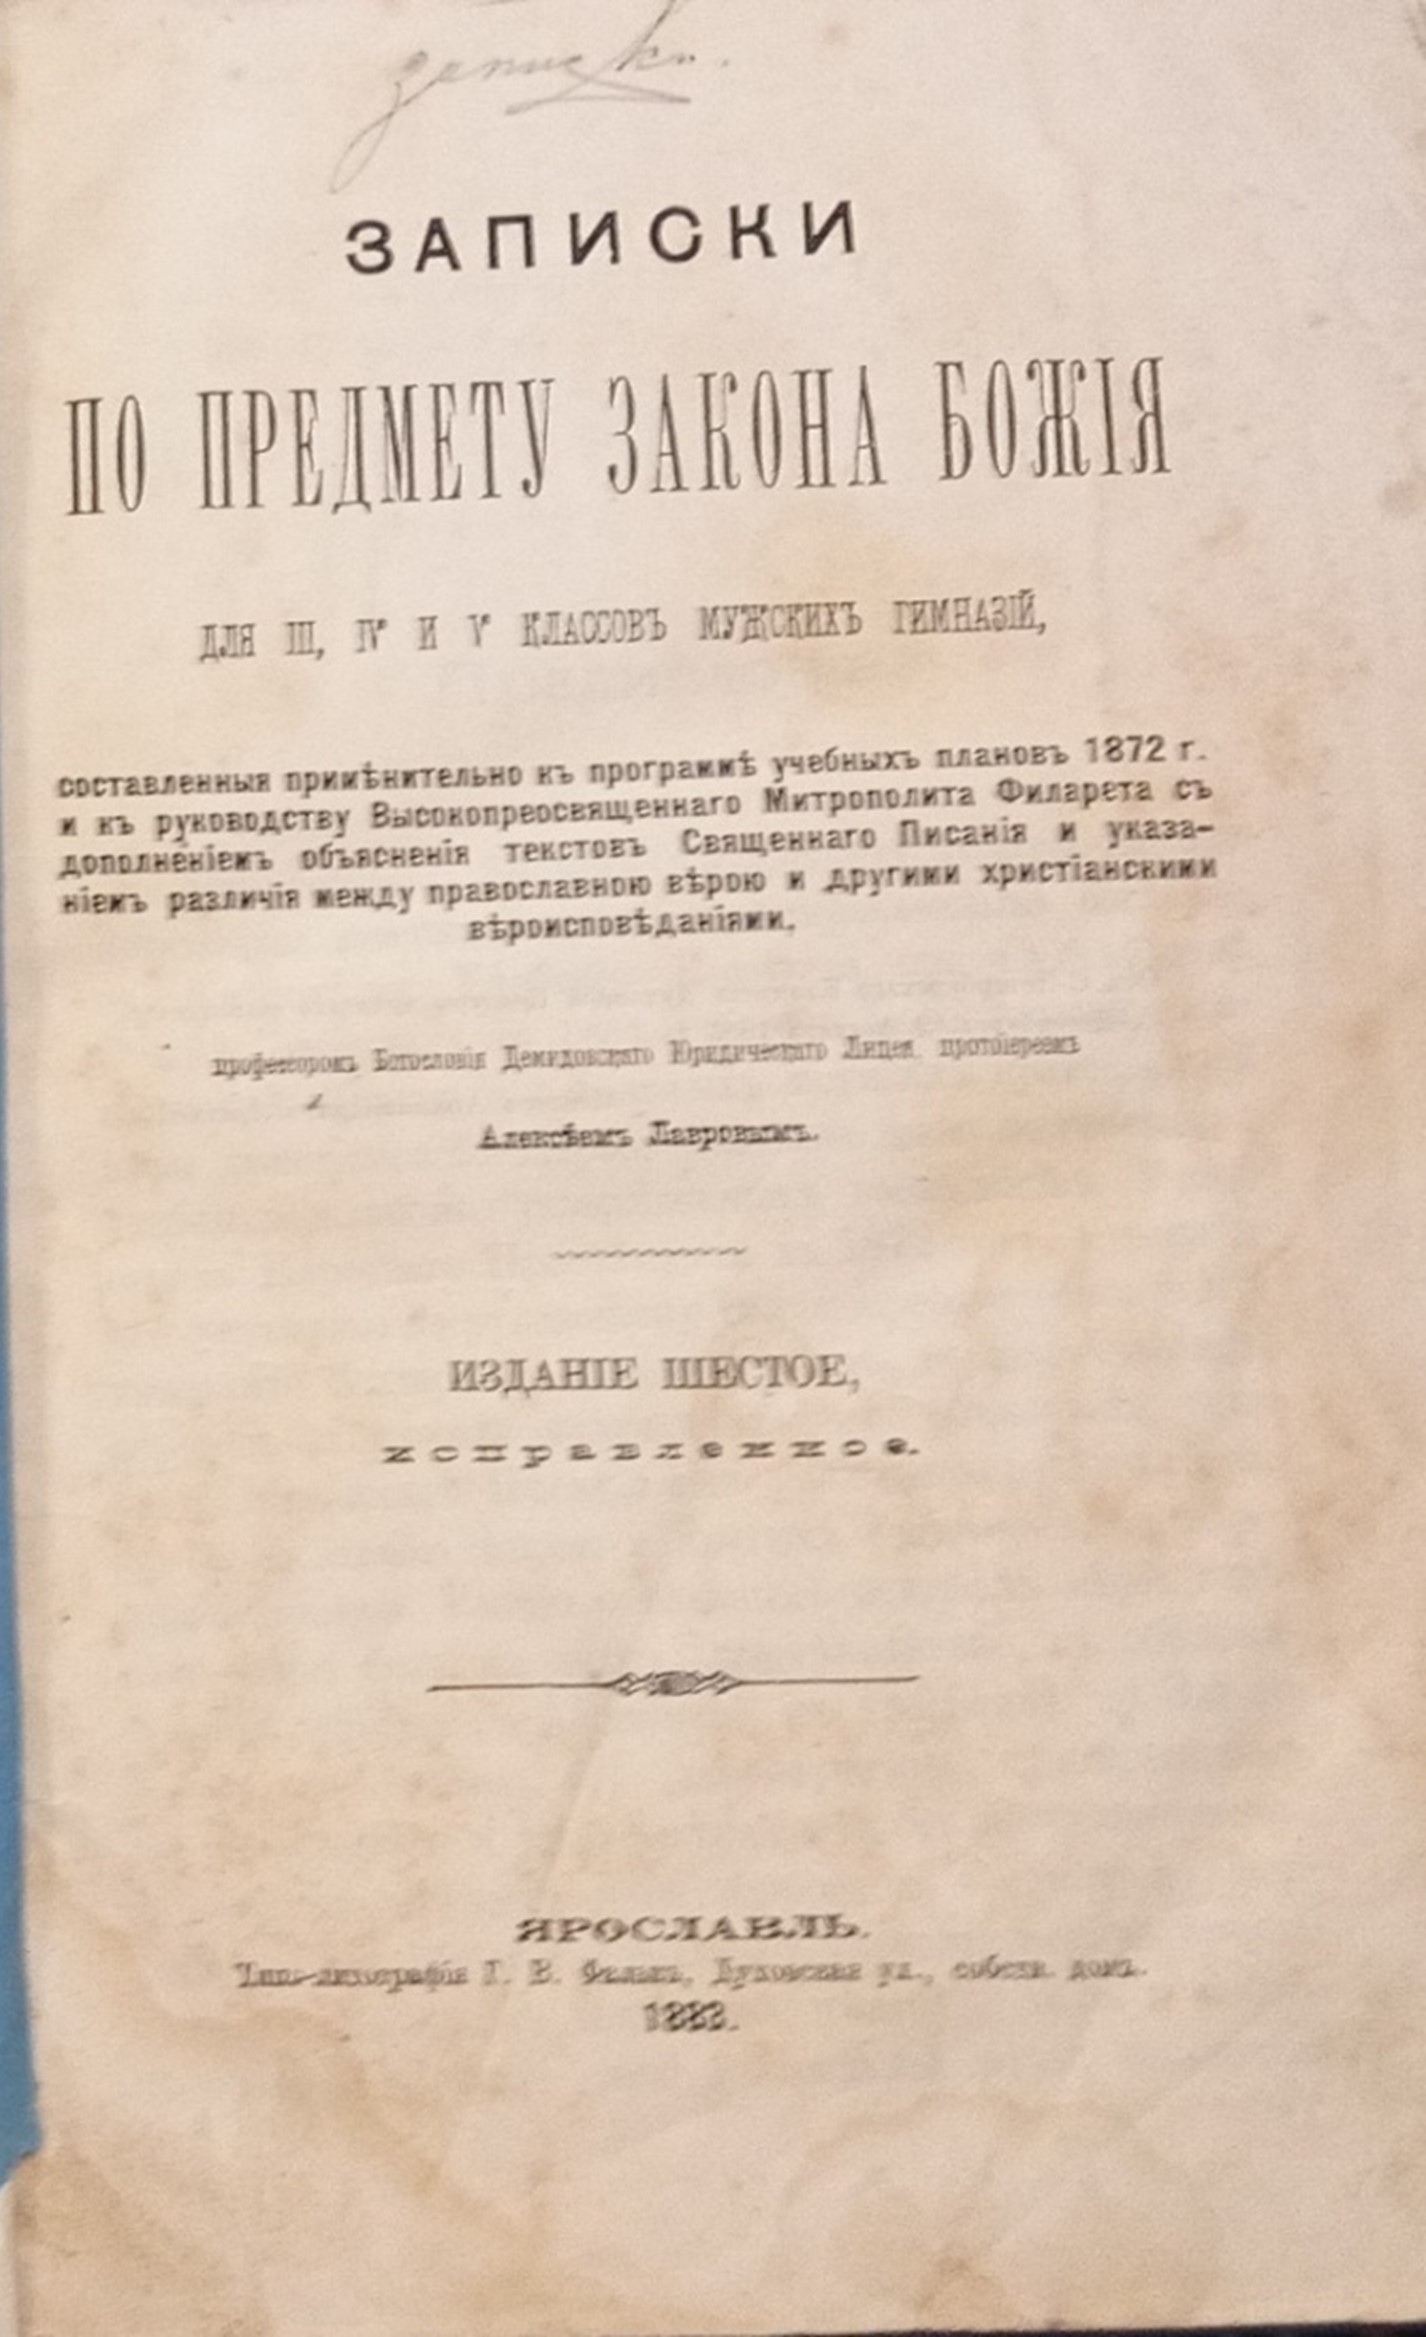 записки.
ЗАПИСКИ
ПО ПРЕДМЕТУ ЗАКОНА БОЖІЯ
ДЛЯ III, IV И V КЛАССОВЪ МУЖСКИХЪ ГИМНАЗІЙ,
составленныя примѣнительно къ программѣ учебныхъ плановъ 1872 г.
и къ руководству Высокопреосвященнаго Митрополита Филарета съ
дополненіемъ объясненія текстовъ Священнаго Писанія и указа-
ніемъ различія между православною вѣрою и другими христіанскими
вѣроисповѣданіями,
профессоромъ Богословія Демидовскаго Юридическаго Лицея протоіереемъ
Алексѣемъ Лавровымъ.
ИЗДАНІЕ ШЕСТОЕ,
исправленное.
ЯРОСЛАВЛЬ.
Типо-литографія Г. В. Фалькъ, Духовская ул., собств. домъ.